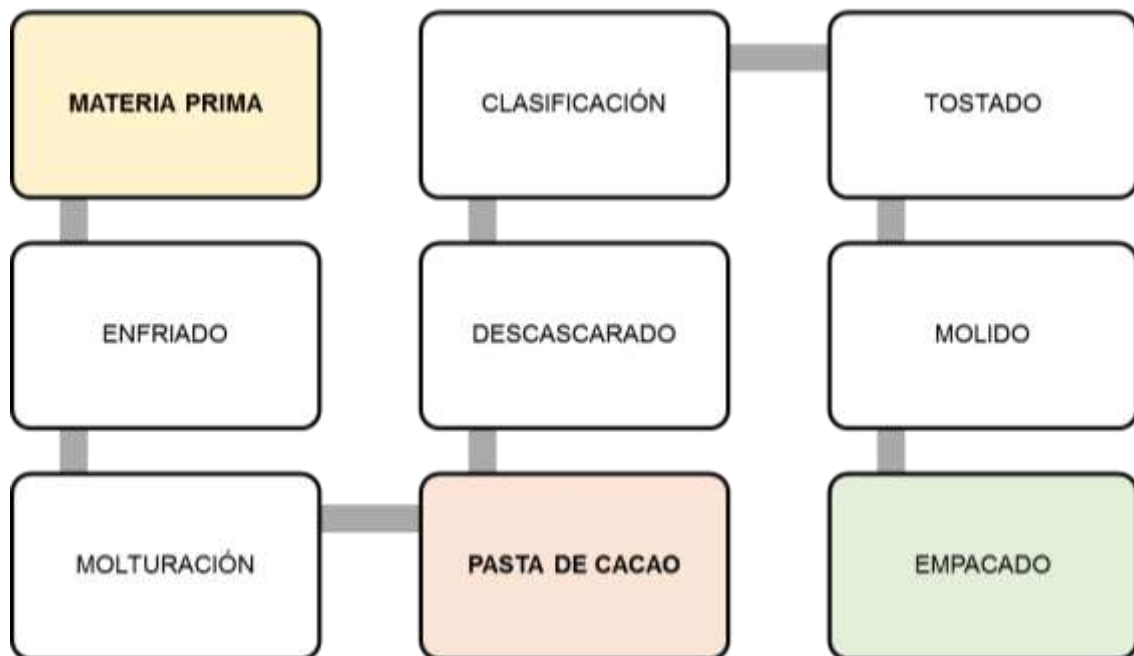 MATERIA PRIMA
ENFRIADO
MOLTURACIÓN
PASTA DE CACAO
DESCASCARADO
CLASIFICACIÓN
TOSTADO
MOLIDO
EMPACADO